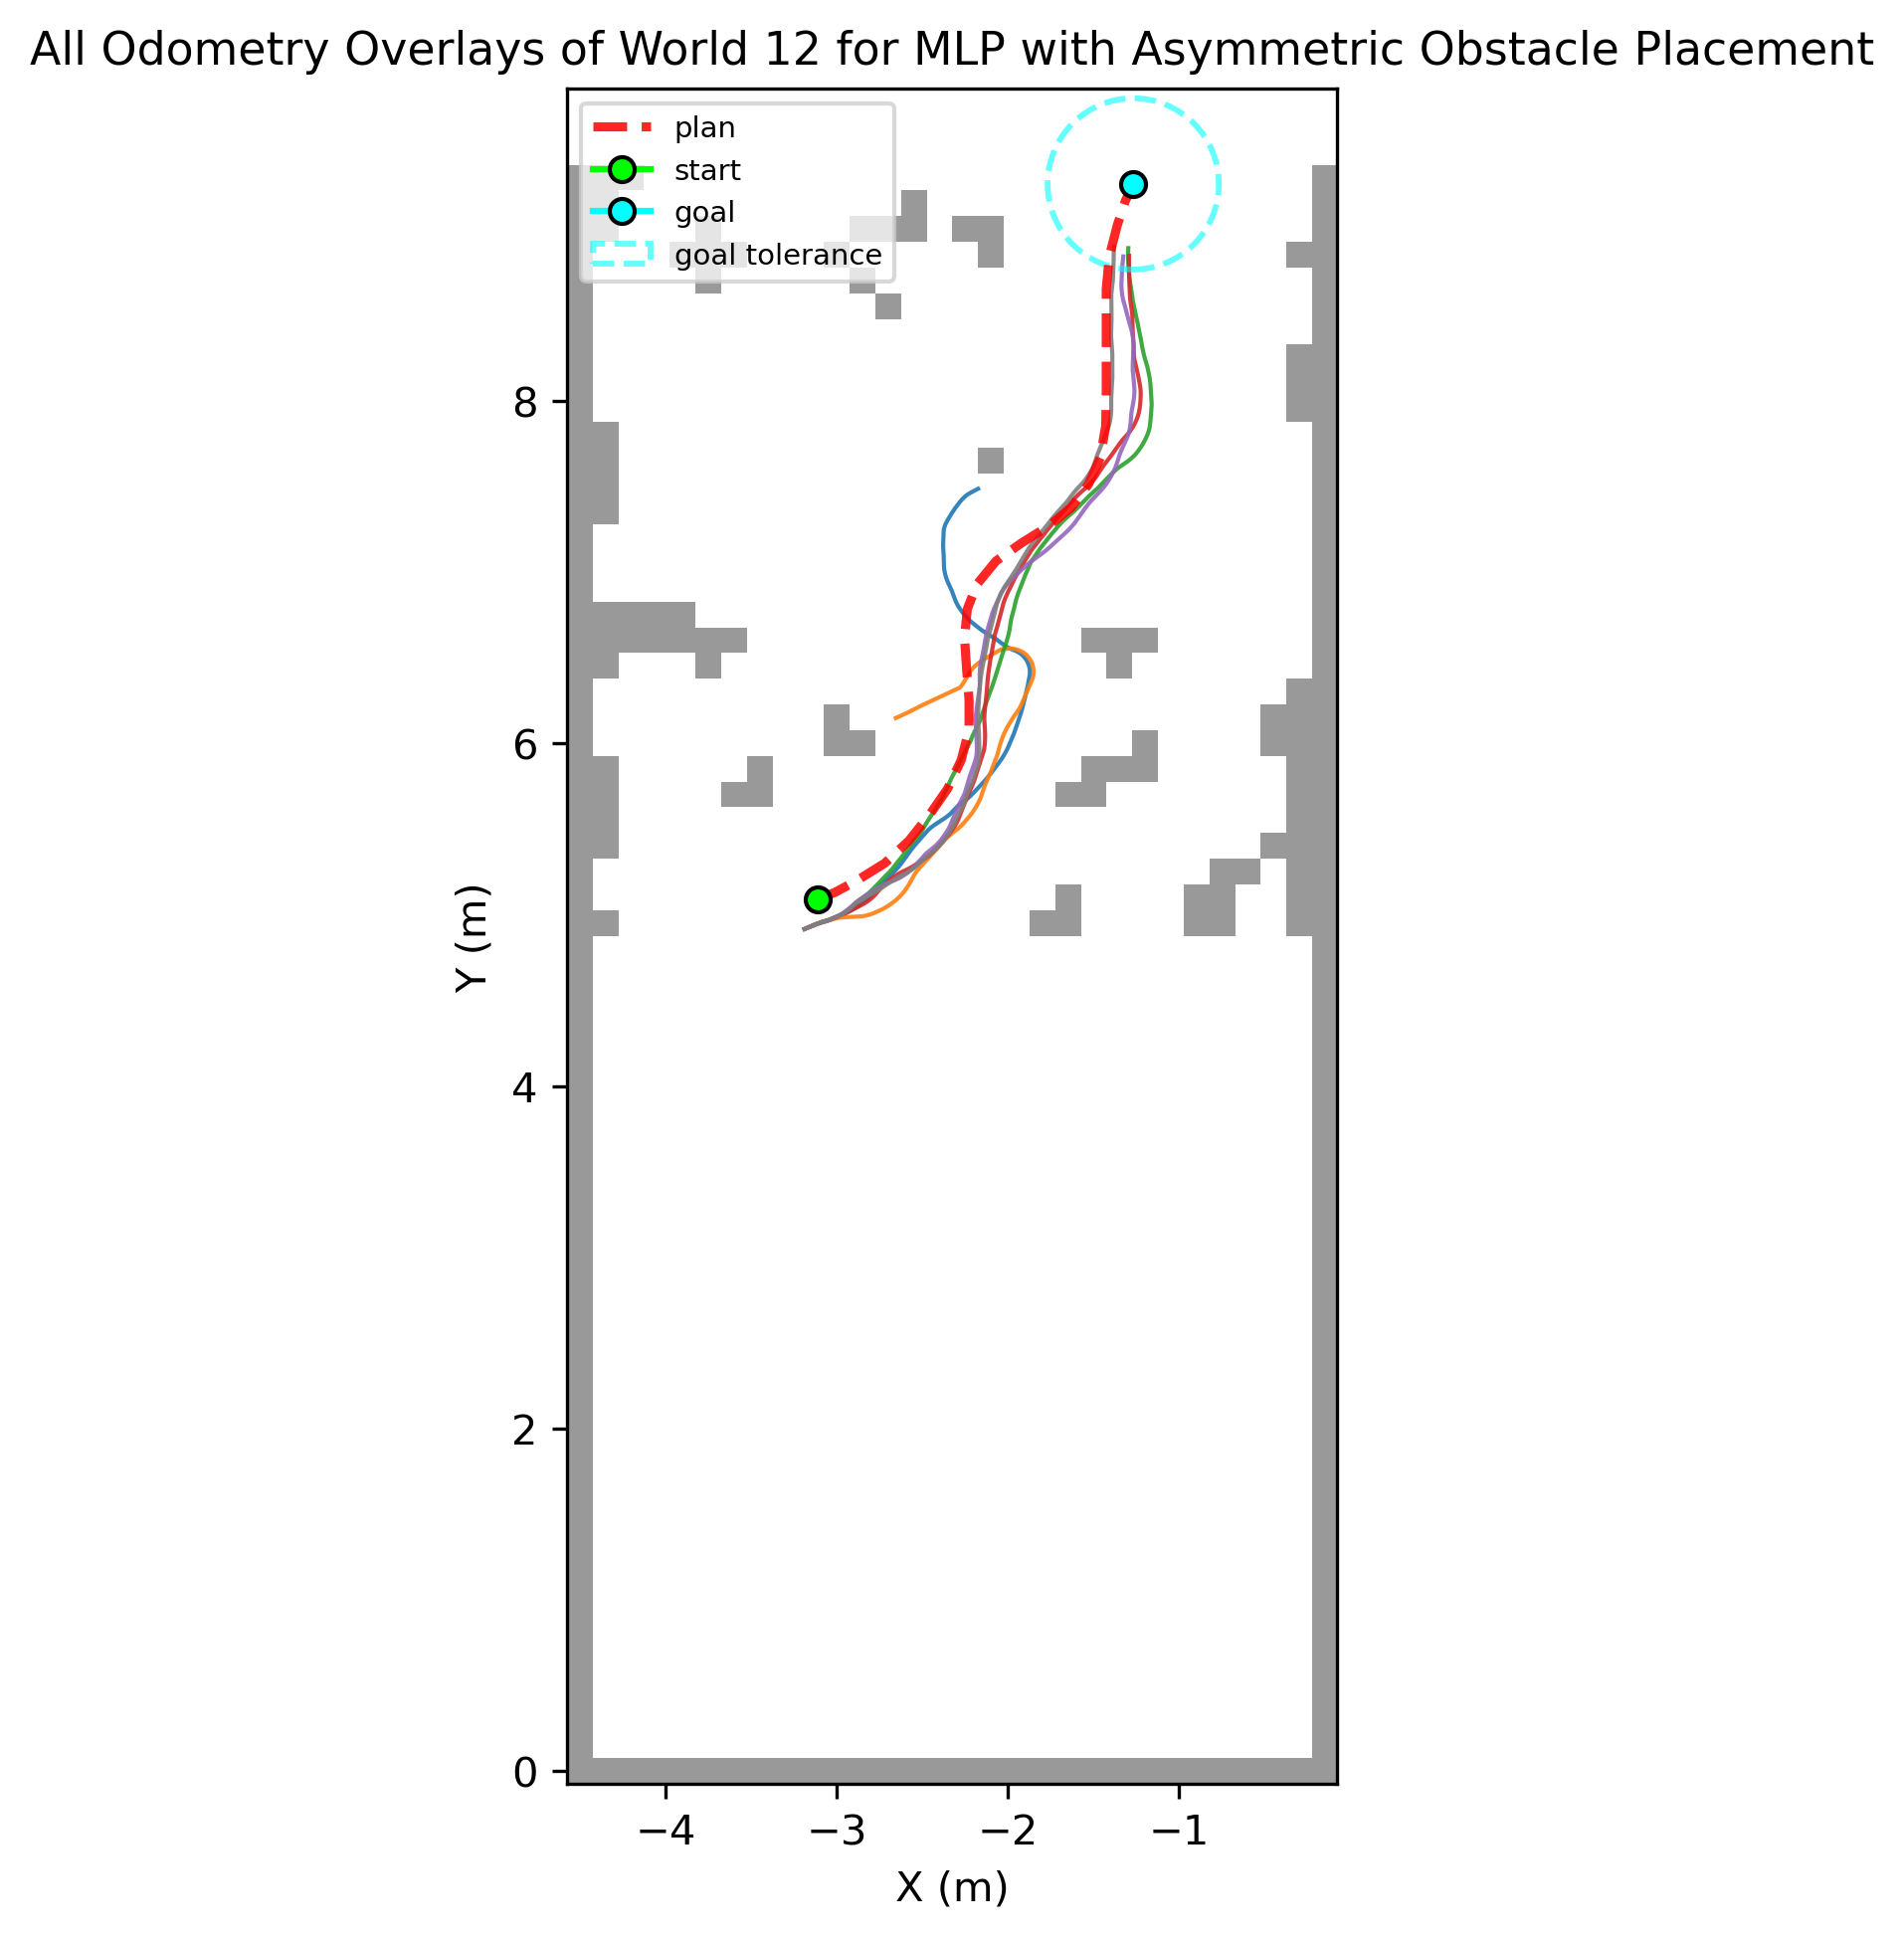 All Odometry Overlays of World 12 for MLP with Asymmetric Obstacle Placement
plan
start
goal
goal tolerance
8
6
4
2
0
Y (m)
−4
−3
−2
−1
X (m)